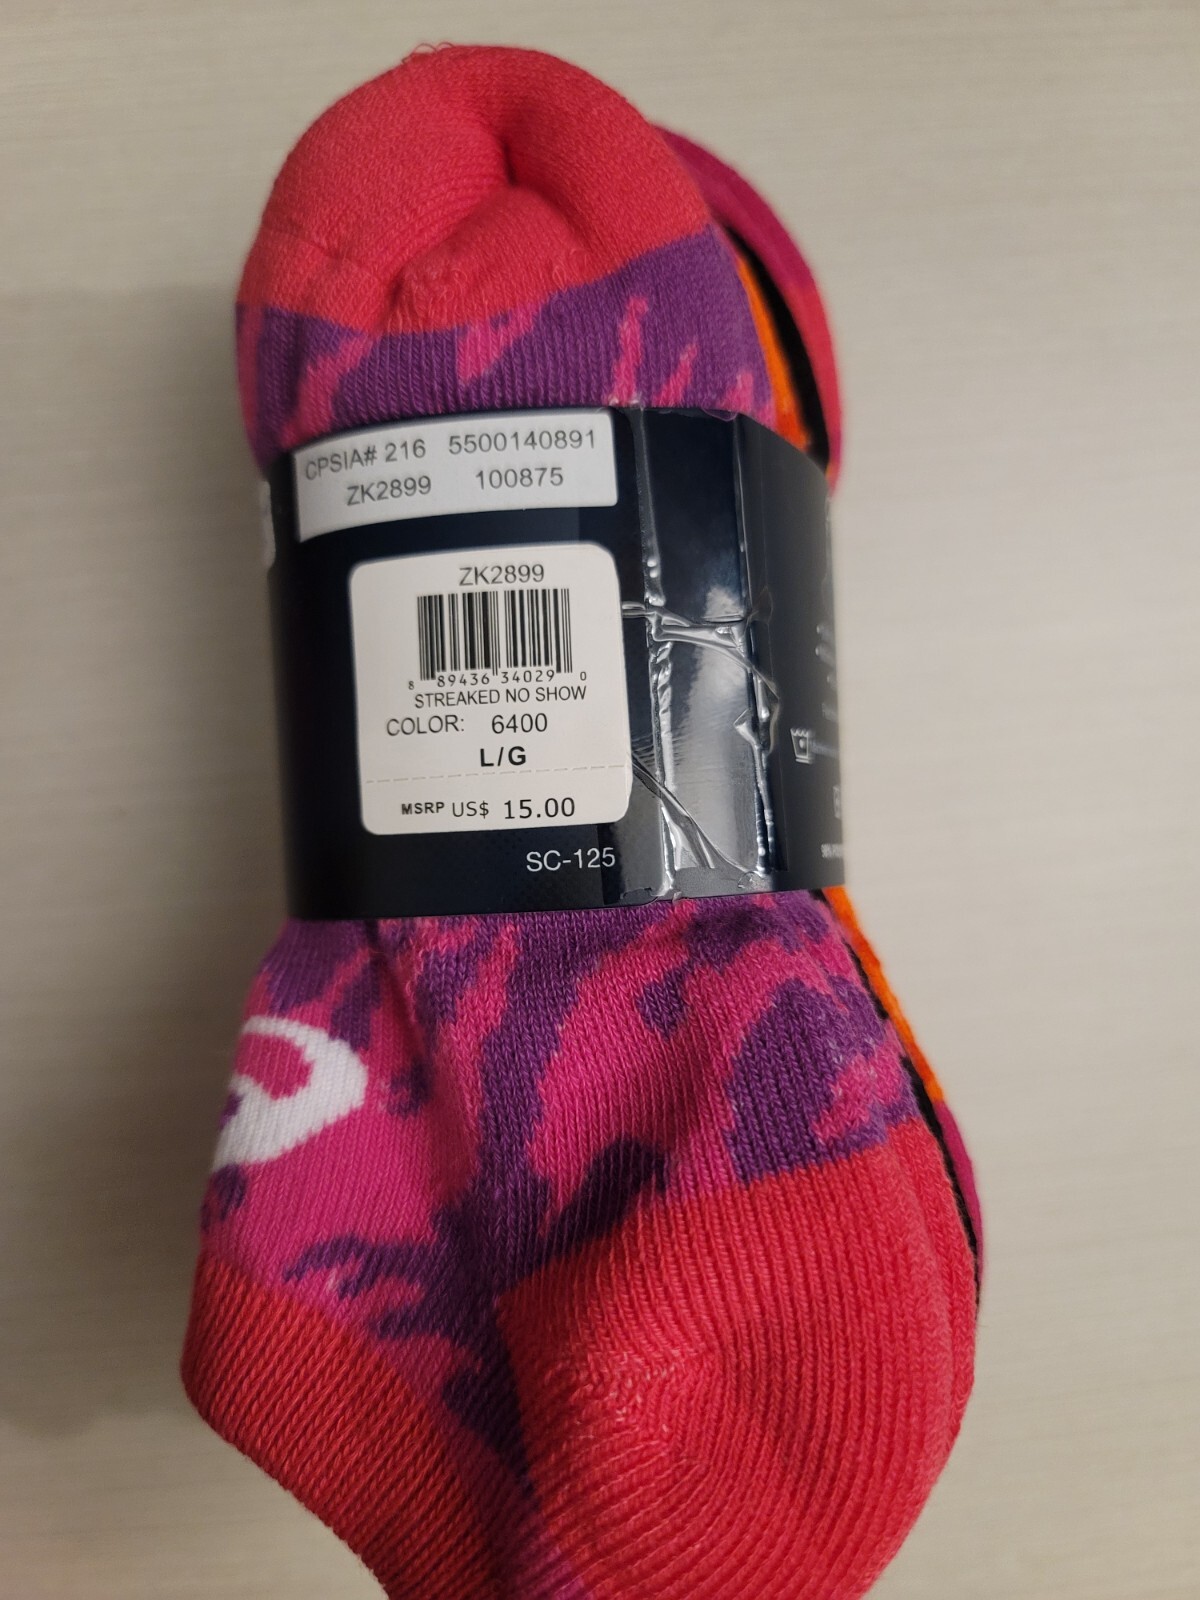 CPSIA# 216 5500140891
ZK2899 100875
ZK2899
8 89436 34029 0
STREAKED NO SHOW
COLOR: 6400
L/G
MSRP US$ 15.00
SC-125